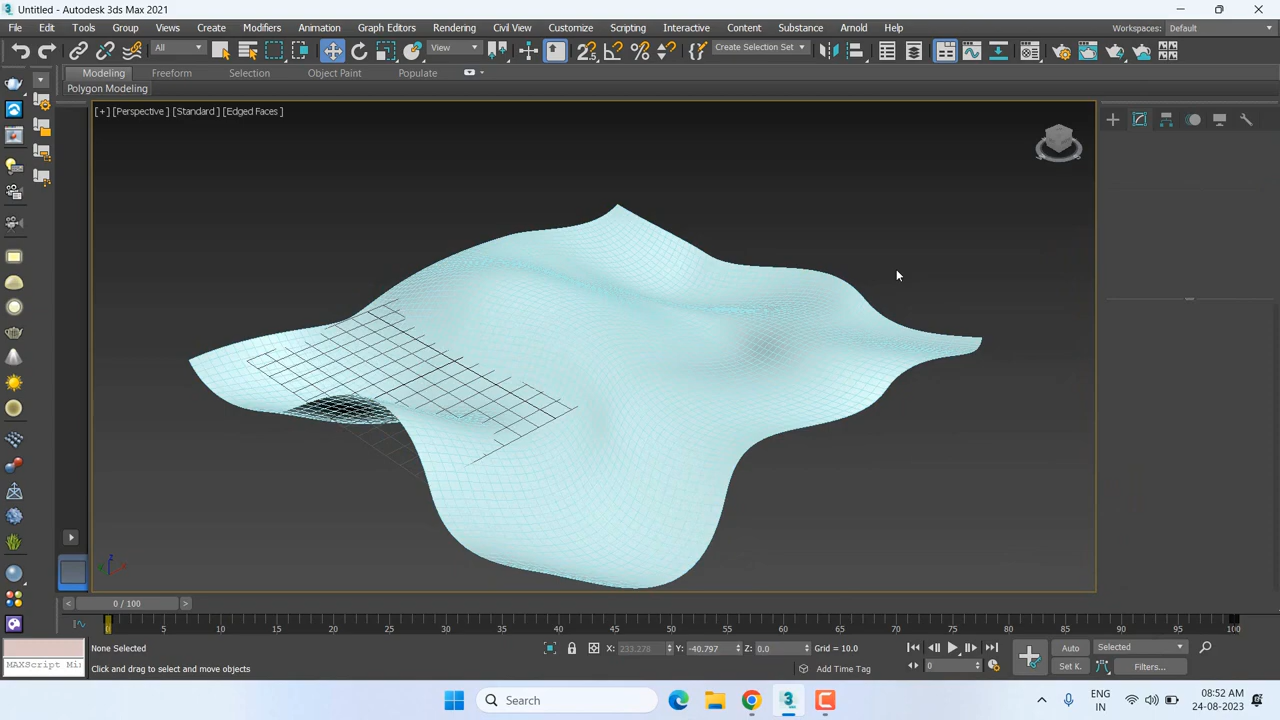 Untitled - Autodesk 3ds Max 2021
File Edit Tools Group Views Create Modifiers Animation Graph Editors Rendering Civil View Customize Scripting Interactive Content Substance Arnold Help Workspaces: Default
All View Create Selection Set
Modeling Freeform Selection Object Paint Populate
Polygon Modeling
[+] [Perspective ] [Standard ] [Edged Faces ]
< 0 / 100 >
0 5 10 15 20 25 30 35 40 45 50 55 60 65 70 75 80 85 90 95 100
None Selected X: 233.278 Y: -40.797 Z: 0.0 Grid = 10.0 Auto Selected
MAXScript Mi Click and drag to select and move objects Add Time Tag 0 Set K. Filters...
Search ENG 08:52 AM
IN 24-08-2023